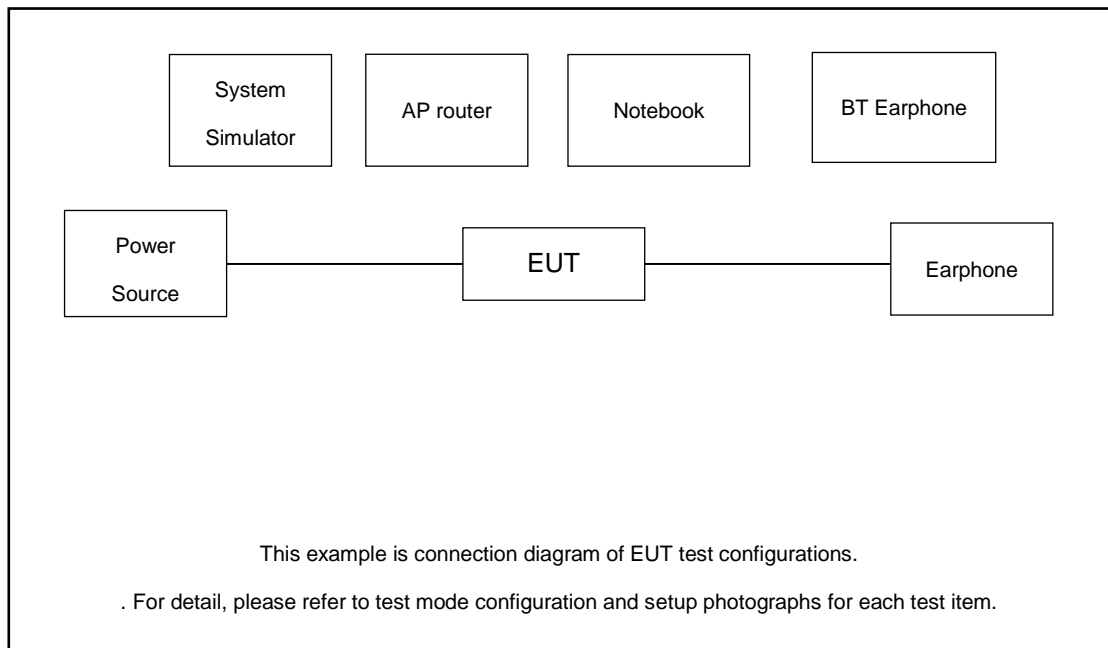 System
Simulator
AP router
Notebook
BT Earphone
Power
Source
EUT
Earphone
This example is connection diagram of EUT test configurations.
. For detail, please refer to test mode configuration and setup photographs for each test item.